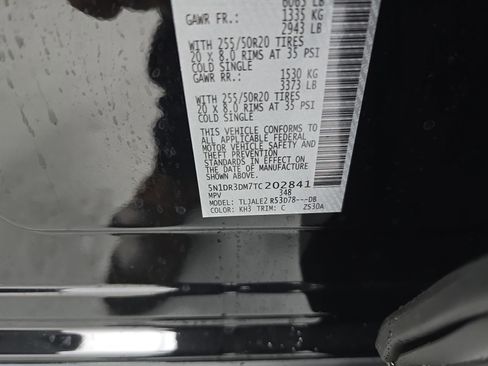 6063 LB
GAWR FR.: 1335 KG
2943 LB
WITH 255/50R20 TIRES
20 X 8.0 RIMS AT 35 PSI
COLD SINGLE
GAWR RR.: 1530 KG
3373 LB
WITH 255/50R20 TIRES
20 X 8.0 RIMS AT 35 PSI
COLD SINGLE
THIS VEHICLE CONFORMS TO
ALL APPLICABLE FEDERAL
MOTOR VEHICLE SAFETY
AND THEFT PREVENTION
STANDARDS IN EFFECT ON
THE DATE OF MANUFACTURE
SHOWN ABOVE.
5N1DR3DM7TC202841
MPV 348
MODEL: TLJALE2 R53D78---DB
COLOR: KH3 TRIM: C ZS3DA